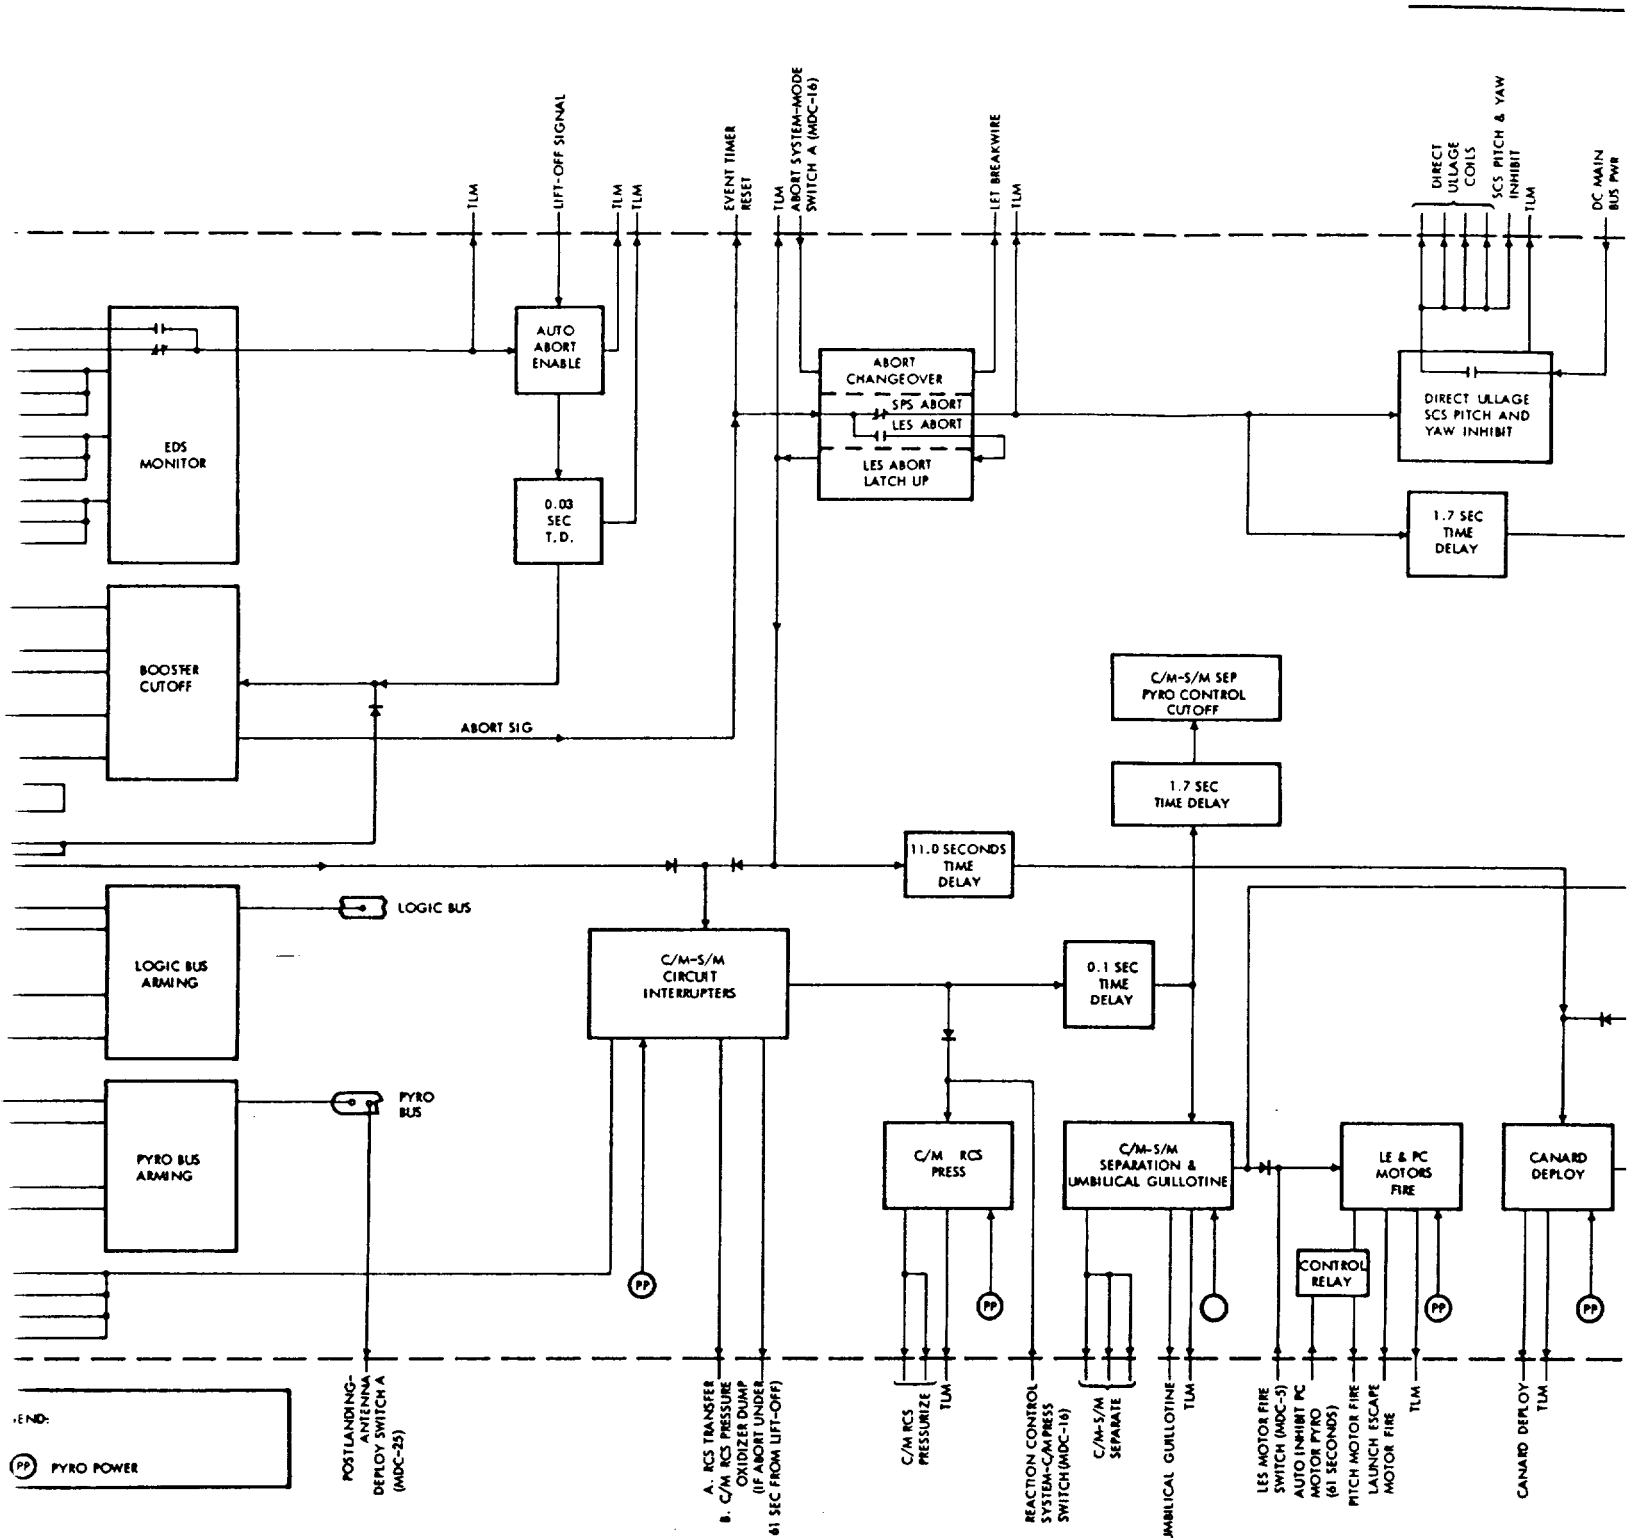 TLM
LIFT-OFF SIGNAL
TLM
TLM
EVENT TIMER
RESET
TLM
ABORT SYSTEM-MODE
SWITCH A (MDC-16)
LET BREAKWIRE
TLM
DIRECT
ULLAGE
COILS
SCS PITCH & YAW
INHIBIT
TLM
DC MAIN
BUS PWR
EDS
MONITOR
AUTO
ABORT
ENABLE
0.03
SEC
T.D.
ABORT
CHANGEOVER
SPS ABORT
LES ABORT
LES ABORT
LATCH UP
DIRECT ULLAGE
SCS PITCH AND
YAW INHIBIT
1.7 SEC
TIME
DELAY
BOOSTER
CUTOFF
ABORT SIG
C/M-S/M SEP
PYRO CONTROL
CUTOFF
1.7 SEC
TIME DELAY
11.0 SECONDS
TIME
DELAY
LOGIC BUS
ARMING
LOGIC BUS
C/M-S/M
CIRCUIT
INTERRUPTERS
0.1 SEC
TIME
DELAY
PYRO BUS
ARMING
PYRO
BUS
C/M RCS
PRESS
C/M-S/M
SEPARATION &
UMBILICAL GUILLOTINE
LE & PC
MOTORS
FIRE
CANARD
DEPLOY
CONTROL
RELAY
PP
PP
PP
PP
POSTLANDING-
ANTENNA
DEPLOY SWITCH A
(MDC-25)
A. RCS TRANSFER
B. C/M RCS PRESSURE
OXIDIZER DUMP
(IF ABORT UNDER
61 SEC FROM LIFT-OFF)
C/M RCS
PRESSURIZE
TLM
REACTION CONTROL
SYSTEM-C/M PRESS
SWITCH (MDC-16)
C/M-S/M
SEPARATE
UMBILICAL GUILLOTINE
TLM
LES MOTOR FIRE
SWITCH (MDC-5)
AUTO INHIBIT PC
MOTOR PYRO
(61 SECONDS)
PITCH MOTOR FIRE
LAUNCH ESCAPE
MOTOR FIRE
TLM
CANARD DEPLOY
TLM
END:
PP PYRO POWER